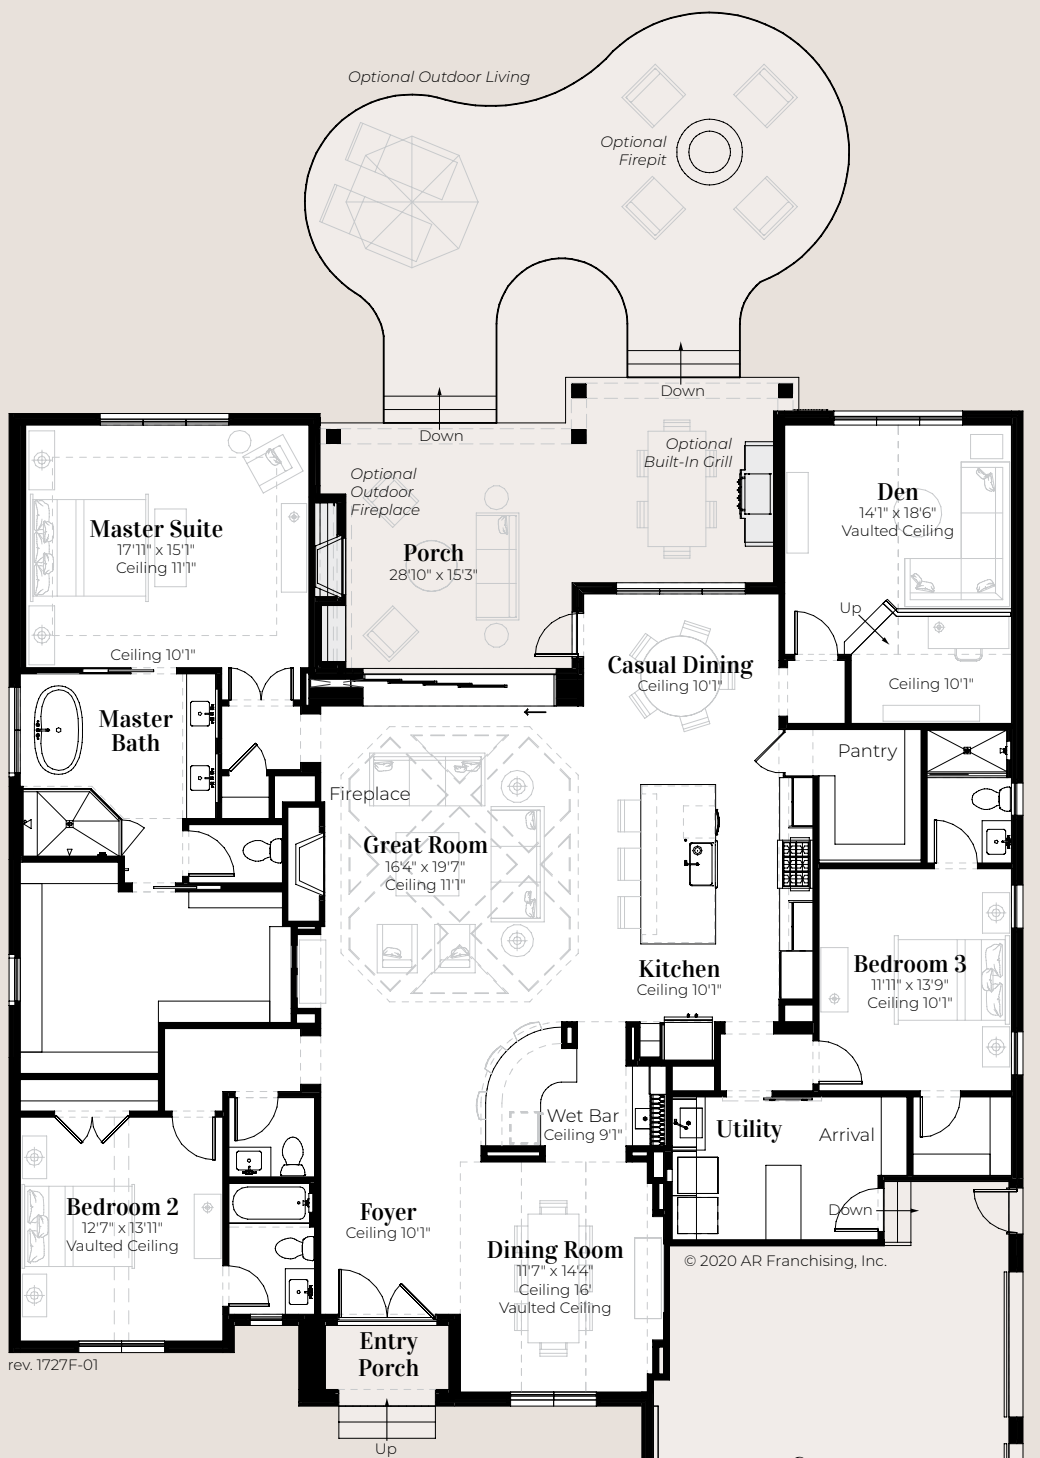 Optional Outdoor Living
Optional
Firepit
Down
Down
Optional
Built-In Grill
Optional
Outdoor
Fireplace
Den
14'1" x 18'6"
Vaulted Ceiling
Master Suite
17'11" x 15'1"
Ceiling 11'1"
Porch
28'10" x 15'3"
Up
Ceiling 10'1"
Casual Dining
Ceiling 10'1"
Ceiling 10'1"
Master
Bath
Pantry
Fireplace
Great Room
16'4" x 19'7"
Ceiling 11'1"
Kitchen
Ceiling 10'1"
Bedroom 3
11'11" x 13'9"
Ceiling 10'1"
Wet Bar
Ceiling 9'1"
Utility
Arrival
Bedroom 2
12'7" x 13'11"
Vaulted Ceiling
Foyer
Ceiling 10'1"
Down
Dining Room
11'7" x 14'4"
Ceiling 16'
Vaulted Ceiling
© 2020 AR Franchising, Inc.
Entry
Porch
rev. 1727F-01
Up